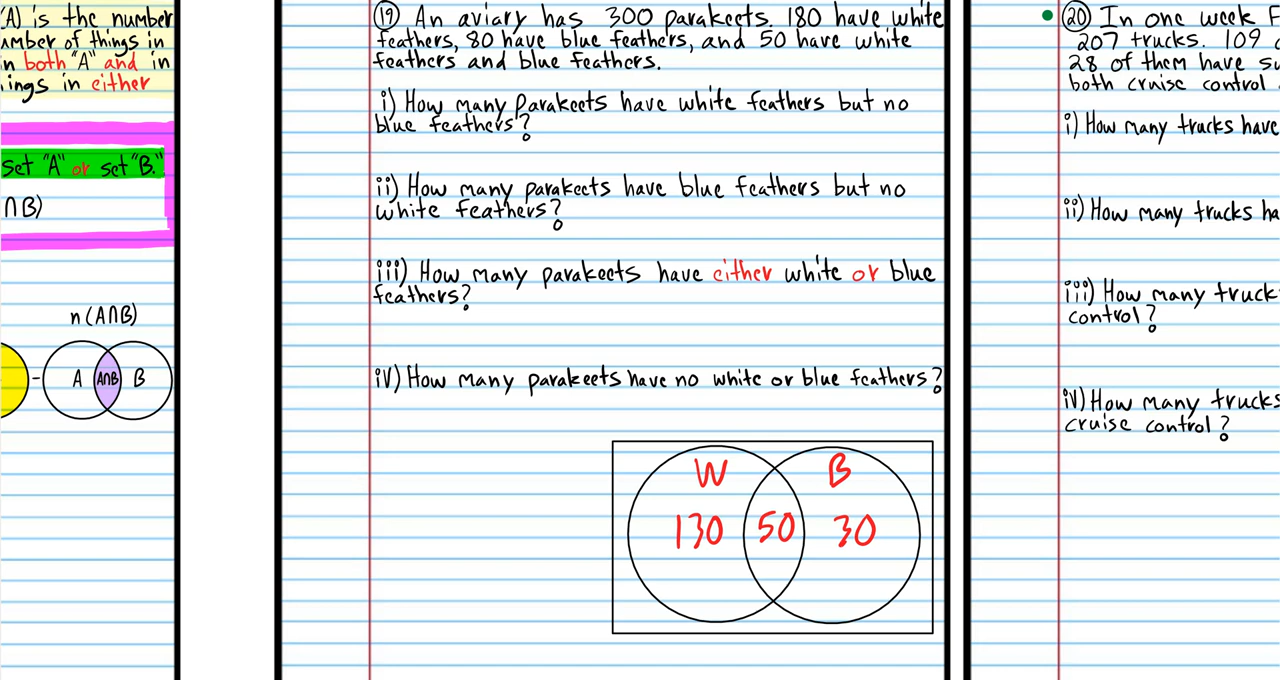 "A) is the number
umber of things in
n both "A" and in
ings in either
set "A" or set "B."
∩B)
n(A∩B)
- A A∩B B
(19) An aviary has 300 parakeets. 180 have white
feathers, 80 have blue feathers, and 50 have white
feathers and blue feathers.
i) How many parakeets have white feathers but no
blue feathers?
ii) How many parakeets have blue feathers but no
white feathers?
iii) How many parakeets have either white or blue
feathers?
iv) How many parakeets have no white or blue feathers?
W B
130 50 30
(20) In one week F
207 trucks. 109
28 of them have su
both cruise control
i) How many trucks have
ii) How many trucks ha
iii) How many truck
control?
iv) How many trucks
cruise control?